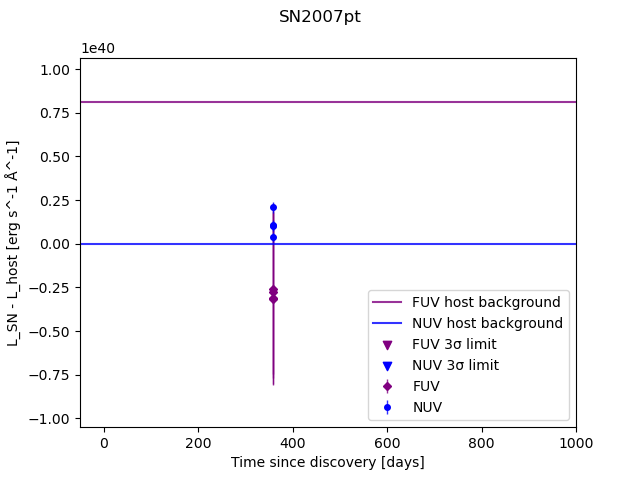 SN2007pt
1e40
1.00
0.75
0.50
0.25
0.00
−0.25
−0.50
−0.75
−1.00
L_SN - L_host [erg s^-1 Å^-1]
FUV host background
NUV host background
FUV 3σ limit
NUV 3σ limit
FUV
NUV
0 200 400 600 800 1000
Time since discovery [days]